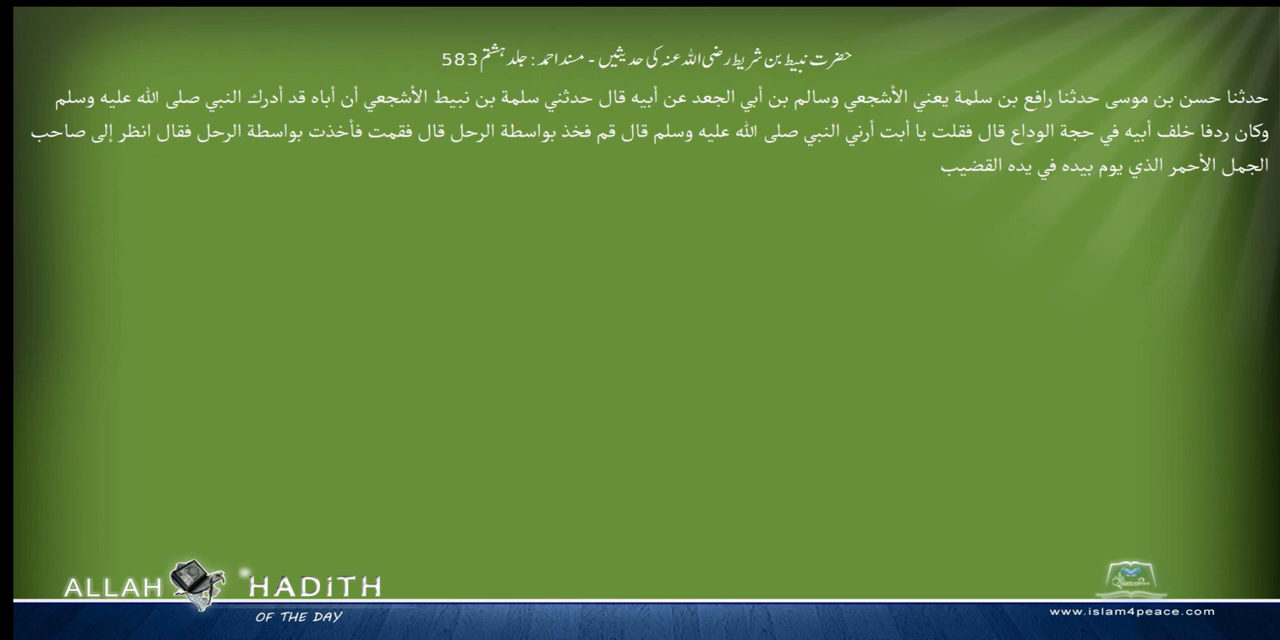 حضرت نبیط بن شریط رضی اللہ عنہ کی حدیثیں - مسند احمد : جلد ہشتم 583
حدثنا حسن بن موسى حدثنا رافع بن سلمة يعني الأشجعي وسالم بن أبي الجعد عن أبيه قال حدثني سلمة بن نبيط الأشجعي أن أباه قد أدرك النبي صلى الله عليه وسلم
وكان ردفا خلف أبيه في حجة الوداع قال فقلت يا أبت أرني النبي صلى الله عليه وسلم قال قم فخذ بواسطة الرحل قال فقمت فأخذت بواسطة الرحل فقال انظر إلى صاحب
الجمل الأحمر الذي يوم بيده في يده القضيب
ALLAH HADITH
OF THE DAY
www.islam4peace.com